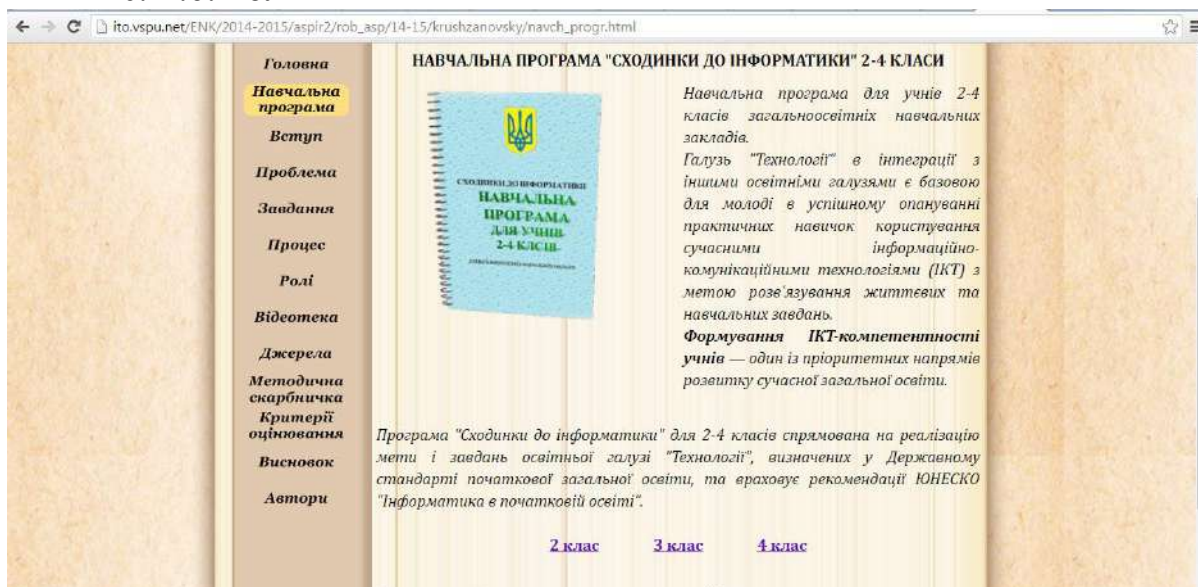 ito.vspu.net/ENK/2014-2015/aspir2/rob_asp/14-15/krushzanovsky/navch_progr.html
Головна
Навчальна
програма
Вступ
Проблема
Завдання
Процес
Ролі
Відеотека
Джерела
Методична
скарбничка
Критерії
оцінювання
Висновок
Автори
НАВЧАЛЬНА ПРОГРАМА "СХОДИНКИ ДО ІНФОРМАТИКИ" 2-4 КЛАСИ
СХОДИНКИ ДО ІНФОРМАТИКИ
НАВЧАЛЬНА
ПРОГРАМА
ДЛЯ УЧНІВ
2-4 КЛСІВ
Навчальна програма для учнів 2-4
класів загальноосвітніх навчальних
закладів.
Галузь "Технології" в інтеграції з
іншими освітніми галузями є базовою
для молоді в успішному опануванні
практичних навичок користування
сучасними інформаційно-
комунікаційними технологіями (ІКТ) з
метою розв'язування життєвих та
навчальних завдань.
Формування ІКТ-компетентності
учнів — один із пріоритетних напрямів
розвитку сучасної загальної освіти.
Програма "Сходинки до інформатики" для 2-4 класів спрямована на реалізацію
мети і завдань освітньої галузі "Технології", визначених у Державному
стандарті початкової загальної освіти, та враховує рекомендації ЮНЕСКО
"Інформатика в початковій освіті".
2 клас 3 клас 4 клас